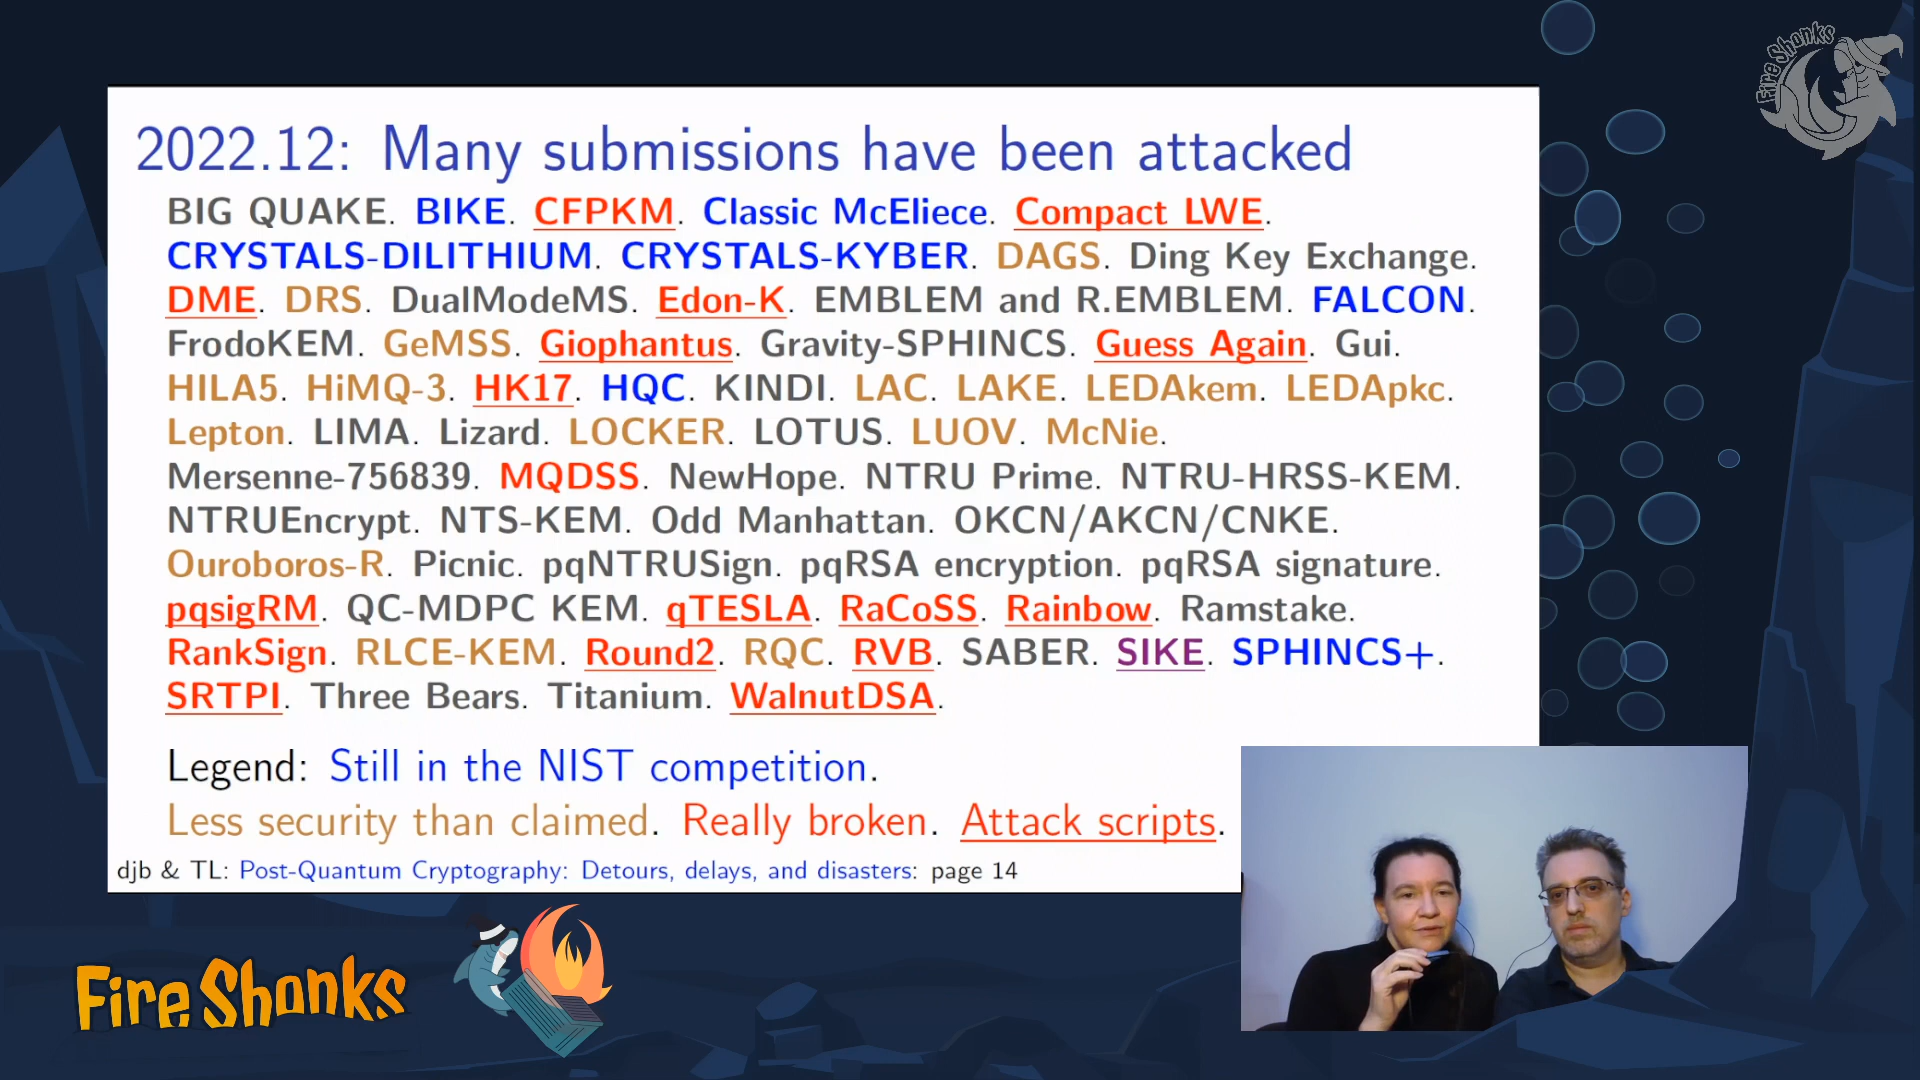 Fire Shonks
2022.12: Many submissions have been attacked
BIG QUAKE. BIKE. CFPKM. Classic McEliece. Compact LWE.
CRYSTALS-DILITHIUM. CRYSTALS-KYBER. DAGS. Ding Key Exchange.
DME. DRS. DualModeMS. Edon-K. EMBLEM and R.EMBLEM. FALCON.
FrodoKEM. GeMSS. Giophantus. Gravity-SPHINCS. Guess Again. Gui.
HILA5. HiMQ-3. HK17. HQC. KINDI. LAC. LAKE. LEDAkem. LEDApkc.
Lepton. LIMA. Lizard. LOCKER. LOTUS. LUOV. McNie.
Mersenne-756839. MQDSS. NewHope. NTRU Prime. NTRU-HRSS-KEM.
NTRUEncrypt. NTS-KEM. Odd Manhattan. OKCN/AKCN/CNKE.
Ouroboros-R. Picnic. pqNTRUSign. pqRSA encryption. pqRSA signature.
pqsigRM. QC-MDPC KEM. qTESLA. RaCoSS. Rainbow. Ramstake.
RankSign. RLCE-KEM. Round2. RQC. RVB. SABER. SIKE. SPHINCS+.
SRTPI. Three Bears. Titanium. WalnutDSA.
Legend: Still in the NIST competition.
Less security than claimed. Really broken. Attack scripts.
djb & TL: Post-Quantum Cryptography: Detours, delays, and disasters: page 14
Fire Shonks